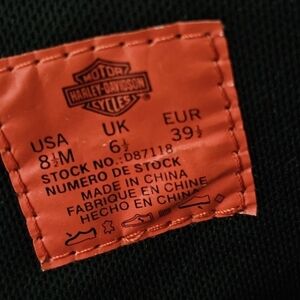 MOTOR
HARLEY-DAVIDSON
CYCLES
USA UK EUR
8½M 6½ 39½
STOCK NO.: D87118
NUMERO DE STOCK
MADE IN CHINA
FABRIQUE EN CHINE
HECHO EN CHINA